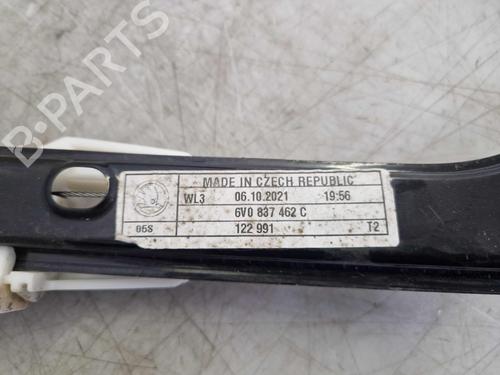 B-PARTS
MADE IN CZECH REPUBLIC
WL3 06.10.2021 19:56
6V0 837 462 C
05S 122 991 T2